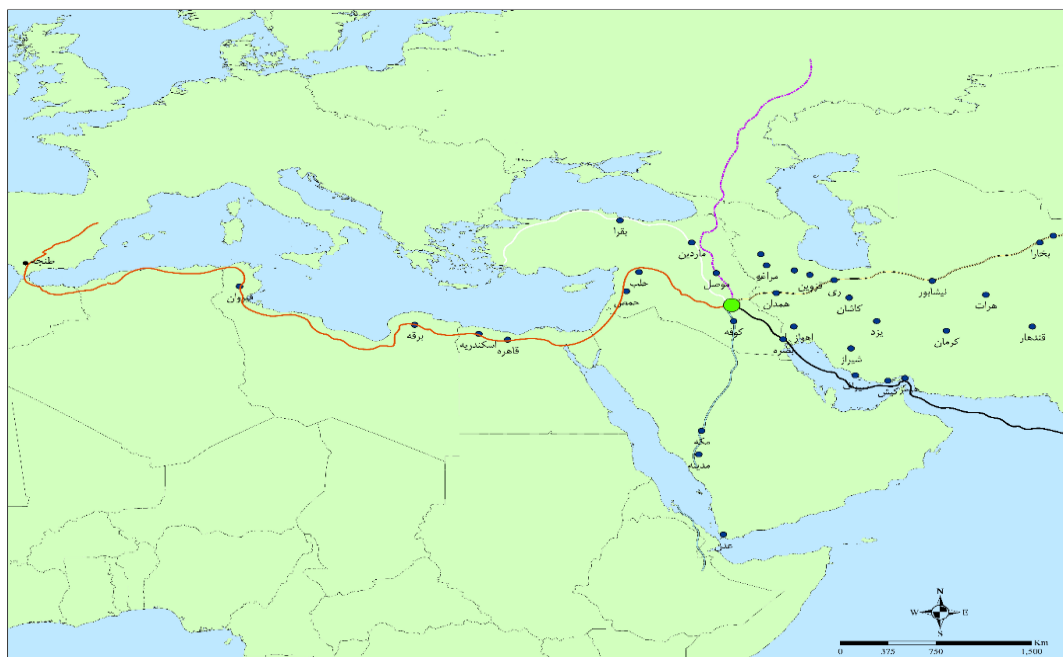 بقرا
ماردین
بخارا
طنجه
مراغو
موصل
قزوین
ری
حلب
نیشابور
قیروان
همدان
حمص
کاشان
هرات
برقه
کوفه
یزد
اهواز
اسکندریه
کرمان
قندهار
قاهره
بصره
شیراز
کیش
مکه
مدینه
عدن
N
W E
S
Km
0 375 750 1,500